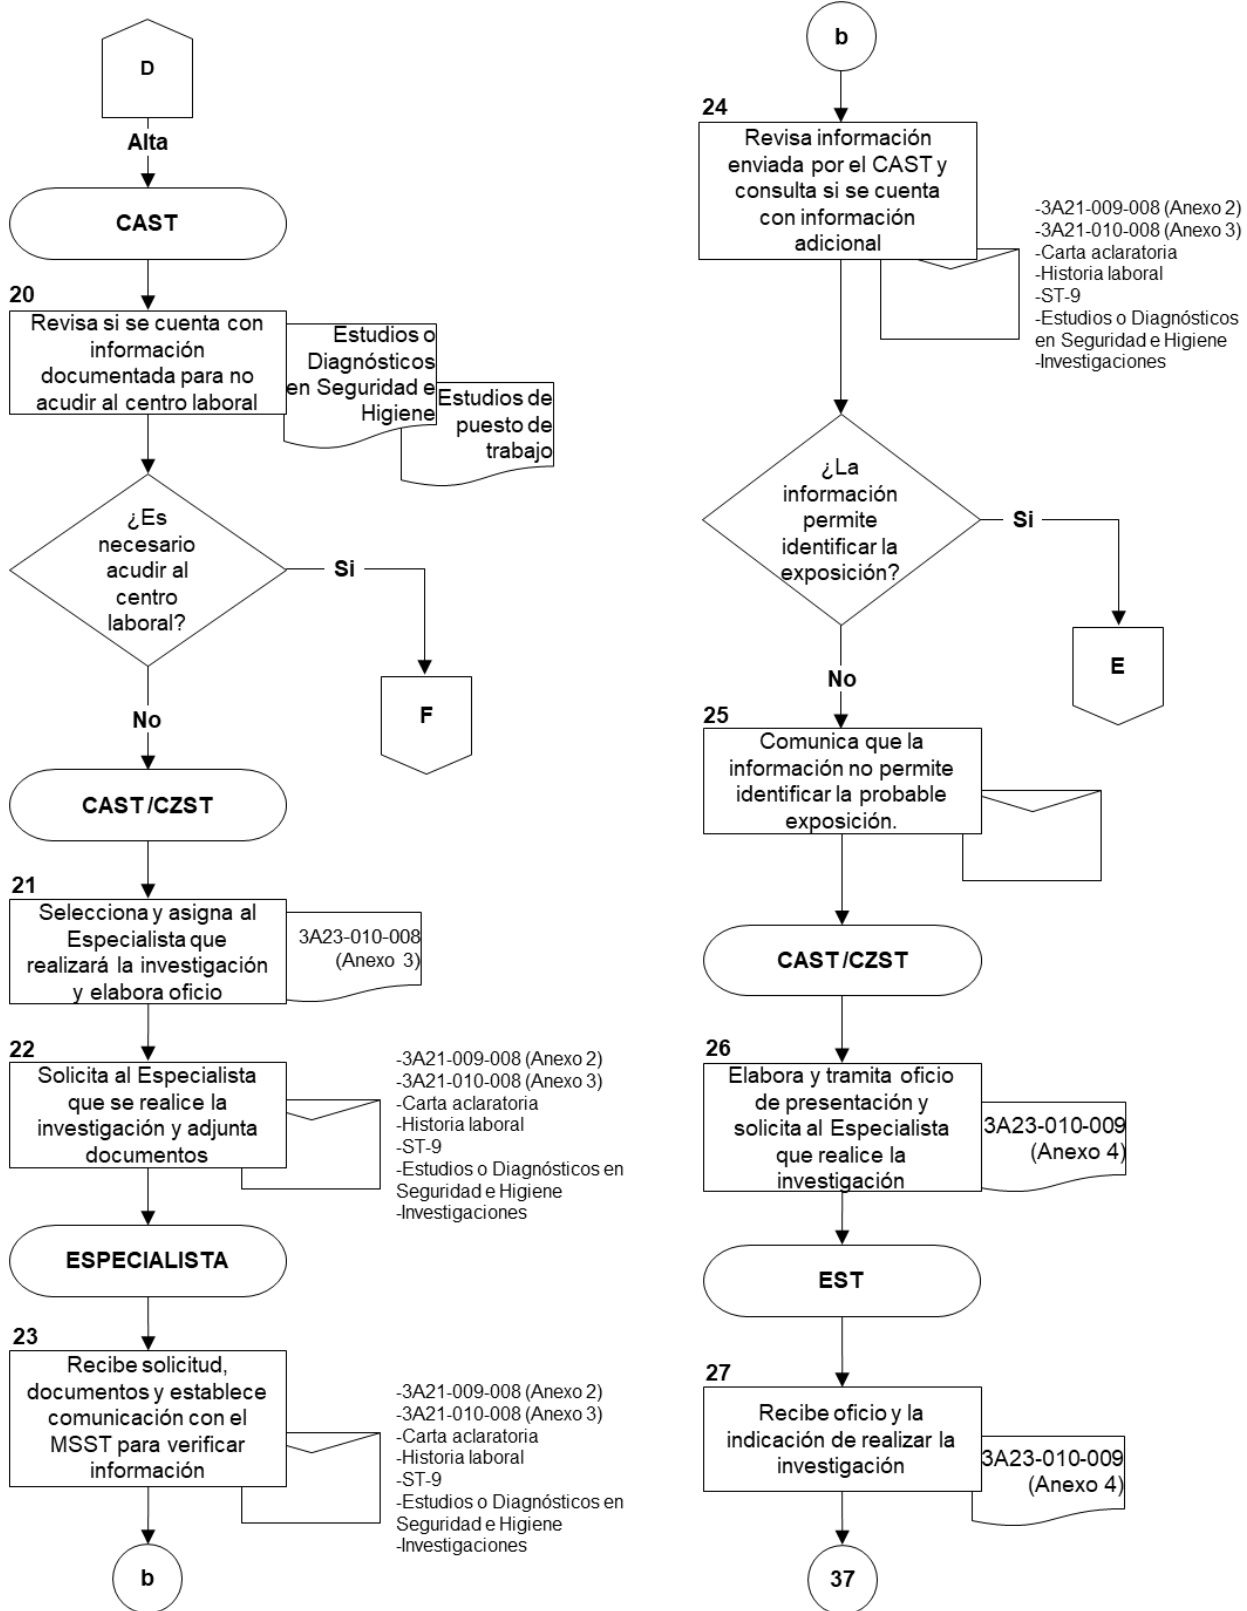 D
Alta
CAST
20
Revisa si se cuenta con
información
documentada para no
acudir al centro laboral
Estudios o
Diagnósticos
en Seguridad e
Higiene
Estudios de
puesto de
trabajo
¿Es
necesario
acudir al
centro
laboral?
Si
F
No
CAST/CZST
21
Selecciona y asigna al
Especialista que
realizará la investigación
y elabora oficio
3A23-010-008
(Anexo 3)
22
Solicita al Especialista
que se realice la
investigación y adjunta
documentos
-3A21-009-008 (Anexo 2)
-3A21-010-008 (Anexo 3)
-Carta aclaratoria
-Historia laboral
-ST-9
-Estudios o Diagnósticos en
Seguridad e Higiene
-Investigaciones
ESPECIALISTA
23
Recibe solicitud,
documentos y establece
comunicación con el
MSST para verificar
información
-3A21-009-008 (Anexo 2)
-3A21-010-008 (Anexo 3)
-Carta aclaratoria
-Historia laboral
-ST-9
-Estudios o Diagnósticos en
Seguridad e Higiene
-Investigaciones
b
b
24
Revisa información
enviada por el CAST y
consulta si se cuenta
con información
adicional
-3A21-009-008 (Anexo 2)
-3A21-010-008 (Anexo 3)
-Carta aclaratoria
-Historia laboral
-ST-9
-Estudios o Diagnósticos
en Seguridad e Higiene
-Investigaciones
¿La
información
permite
identificar la
exposición?
Si
E
No
25
Comunica que la
información no permite
identificar la probable
exposición.
CAST/CZST
26
Elabora y tramita oficio
de presentación y
solicita al Especialista
que realice la
investigación
3A23-010-009
(Anexo 4)
EST
27
Recibe oficio y la
indicación de realizar la
investigación
3A23-010-009
(Anexo 4)
37